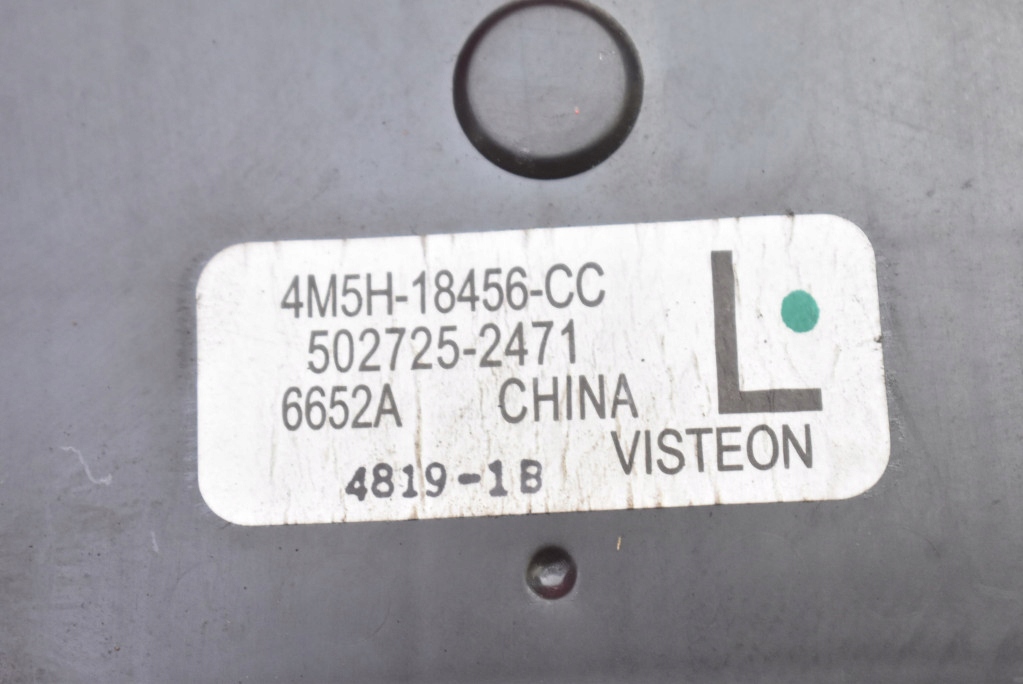 4M5H-18456-CC
502725-2471
6652A CHINA
L
VISTEON
4819-1B